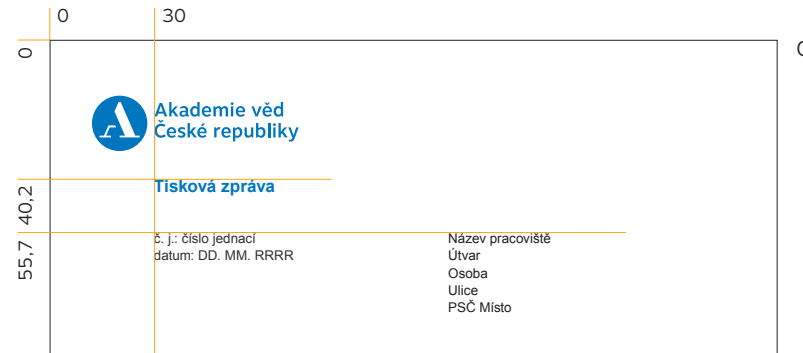 0
30
0
Akademie věd
České republiky
40,2
Tisková zpráva
55,7
č. j.: číslo jednací
datum: DD. MM. RRRR
Název pracoviště
Útvar
Osoba
Ulice
PSČ Místo